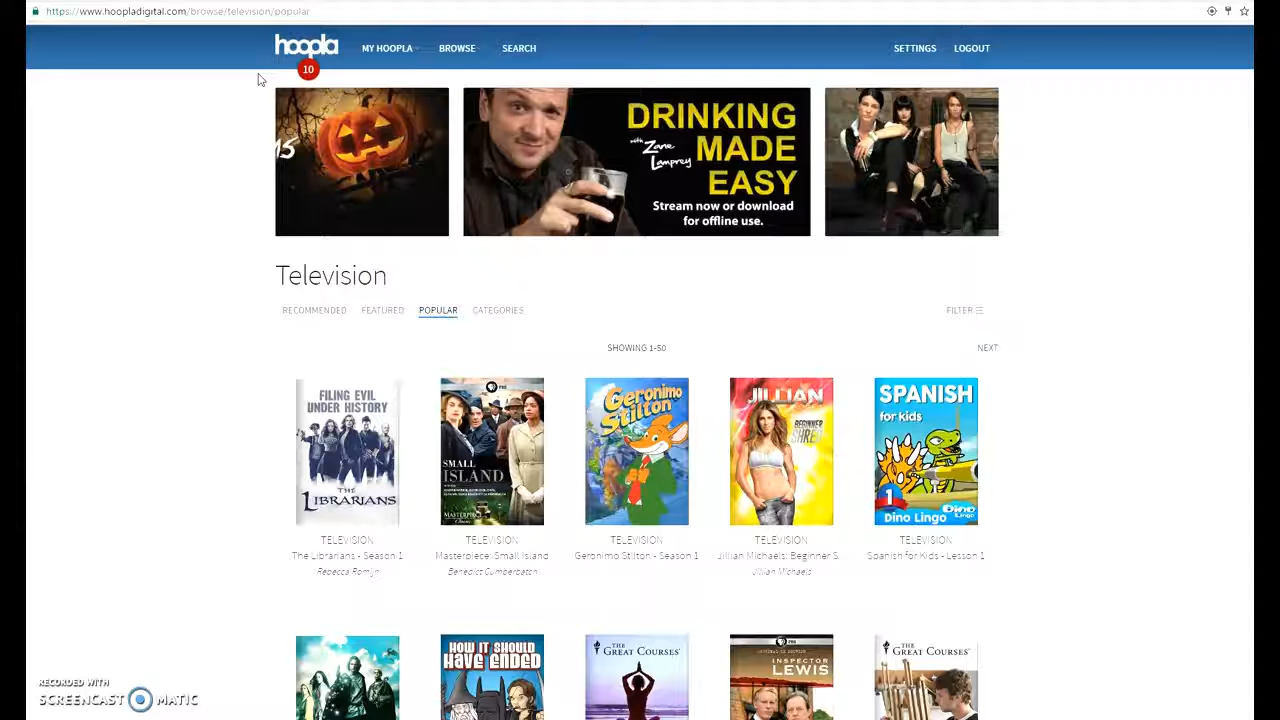 https://www.hoopladigital.com/browse/television/popular
hoopla
10
MY HOOPLA
BROWSE
SEARCH
SETTINGS
LOGOUT
DRINKING
with Zane Lamprey
MADE
EASY
Stream now or download
for offline use.
Television
RECOMMENDED
FEATURED
POPULAR
CATEGORIES
FILTER
SHOWING 1-50
NEXT
FILING EVIL
UNDER HISTORY
THE
LIBRARIANS
PBS
SMALL
ISLAND
MASTERPIECE
Geronimo
Stilton
JILLIAN
BEGINNER
SHRED
SPANISH
for Kids
1
Dino Lingo
Dino
Lingo
TELEVISION
The Librarians - Season 1
Rebecca Romijn
TELEVISION
Masterpiece: Small Island
Benedict Cumberbatch
TELEVISION
Geronimo Stilton - Season 1
TELEVISION
Jillian Michaels: Beginner S
Jillian Michaels
TELEVISION
Spanish for Kids - Lesson 1
HOW IT SHOULD
HAVE ENDED
THE
GREAT COURSES
PBS
INSPECTOR
LEWIS
THE
GREAT COURSES
RECORDED WITH
SCREENCAST MATIC